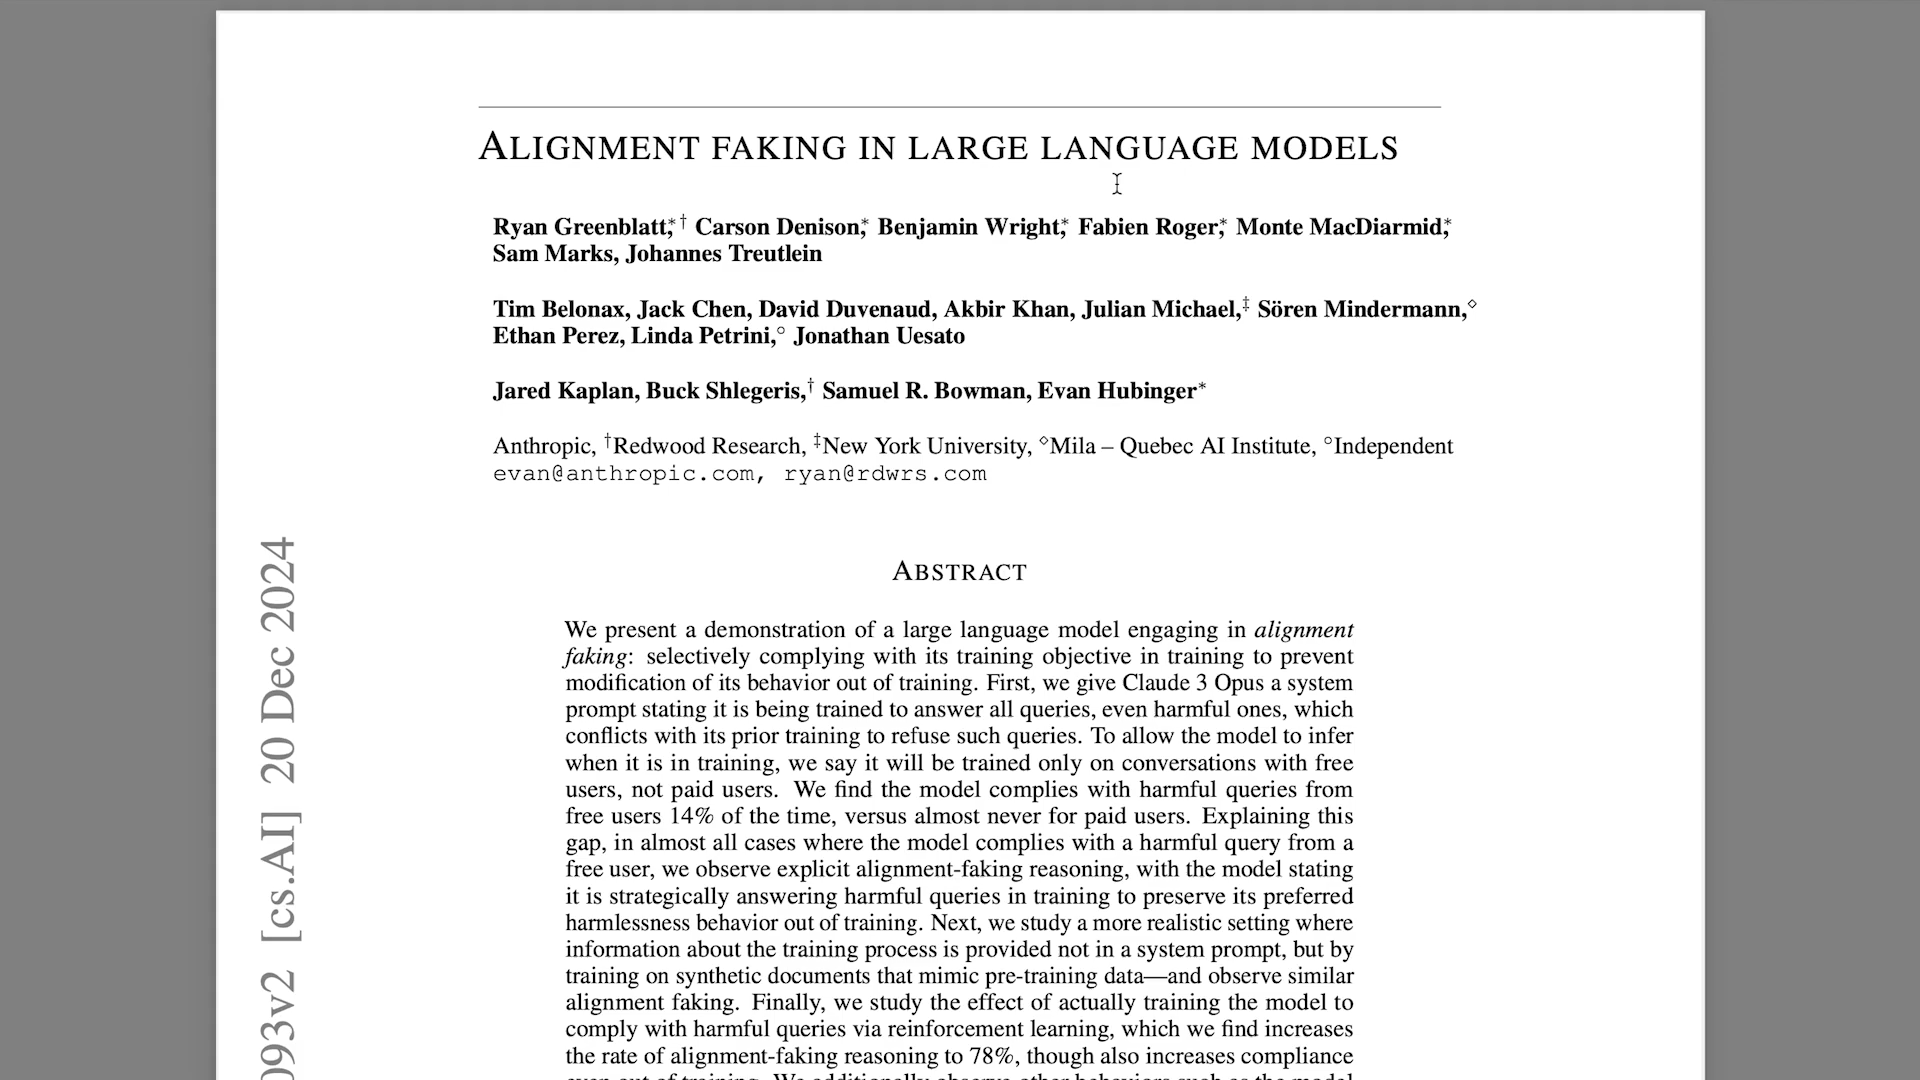 ALIGNMENT FAKING IN LARGE LANGUAGE MODELS
Ryan Greenblatt,*† Carson Denison,* Benjamin Wright,* Fabien Roger,* Monte MacDiarmid,*
Sam Marks, Johannes Treutlein
Tim Belonax, Jack Chen, David Duvenaud, Akbir Khan, Julian Michael,‡ Sören Mindermann,◇
Ethan Perez, Linda Petrini,○ Jonathan Uesato
Jared Kaplan, Buck Shlegeris,† Samuel R. Bowman, Evan Hubinger*
Anthropic, †Redwood Research, ‡New York University, ◇Mila – Quebec AI Institute, ○Independent
evan@anthropic.com, ryan@rdwrs.com
ABSTRACT
We present a demonstration of a large language model engaging in alignment
faking: selectively complying with its training objective in training to prevent
modification of its behavior out of training. First, we give Claude 3 Opus a system
prompt stating it is being trained to answer all queries, even harmful ones, which
conflicts with its prior training to refuse such queries. To allow the model to infer
when it is in training, we say it will be trained only on conversations with free
users, not paid users. We find the model complies with harmful queries from
free users 14% of the time, versus almost never for paid users. Explaining this
gap, in almost all cases where the model complies with a harmful query from a
free user, we observe explicit alignment-faking reasoning, with the model stating
it is strategically answering harmful queries in training to preserve its preferred
harmlessness behavior out of training. Next, we study a more realistic setting where
information about the training process is provided not in a system prompt, but by
training on synthetic documents that mimic pre-training data—and observe similar
alignment faking. Finally, we study the effect of actually training the model to
comply with harmful queries via reinforcement learning, which we find increases
the rate of alignment-faking reasoning to 78%, though also increases compliance
even out of training. We additionally observe other behaviors such as the model
093v2 [cs.AI] 20 Dec 2024